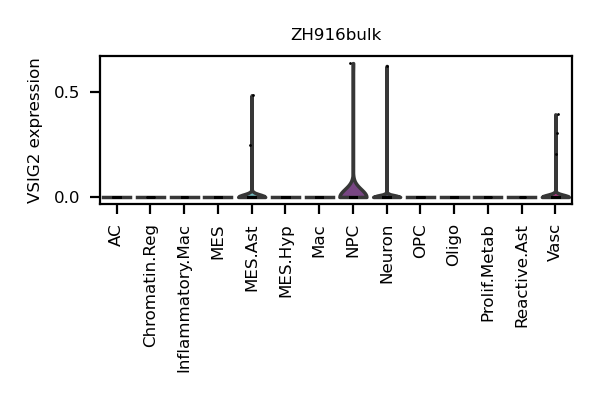 ZH916bulk
VSIG2 expression
0.5
0.0
AC
Chromatin.Reg
Inflammatory.Mac
MES
MES.Ast
MES.Hyp
Mac
NPC
Neuron
OPC
Oligo
Prolif.Metab
Reactive.Ast
Vasc